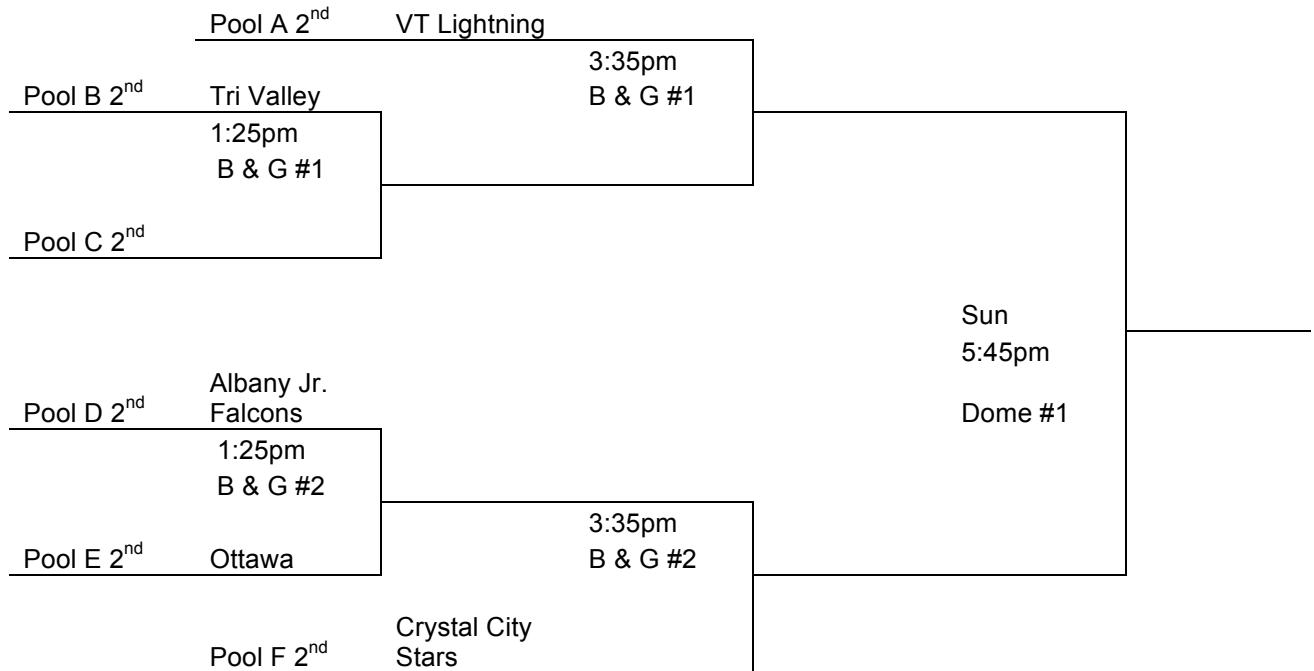 Pool A 2nd VT Lightning
3:35pm
Pool B 2nd Tri Valley B & G #1
1:25pm
B & G #1
Pool C 2nd
Sun
5:45pm
Albany Jr.
Pool D 2nd Falcons Dome #1
1:25pm
B & G #2
3:35pm
Pool E 2nd Ottawa B & G #2
Crystal City
Pool F 2nd Stars